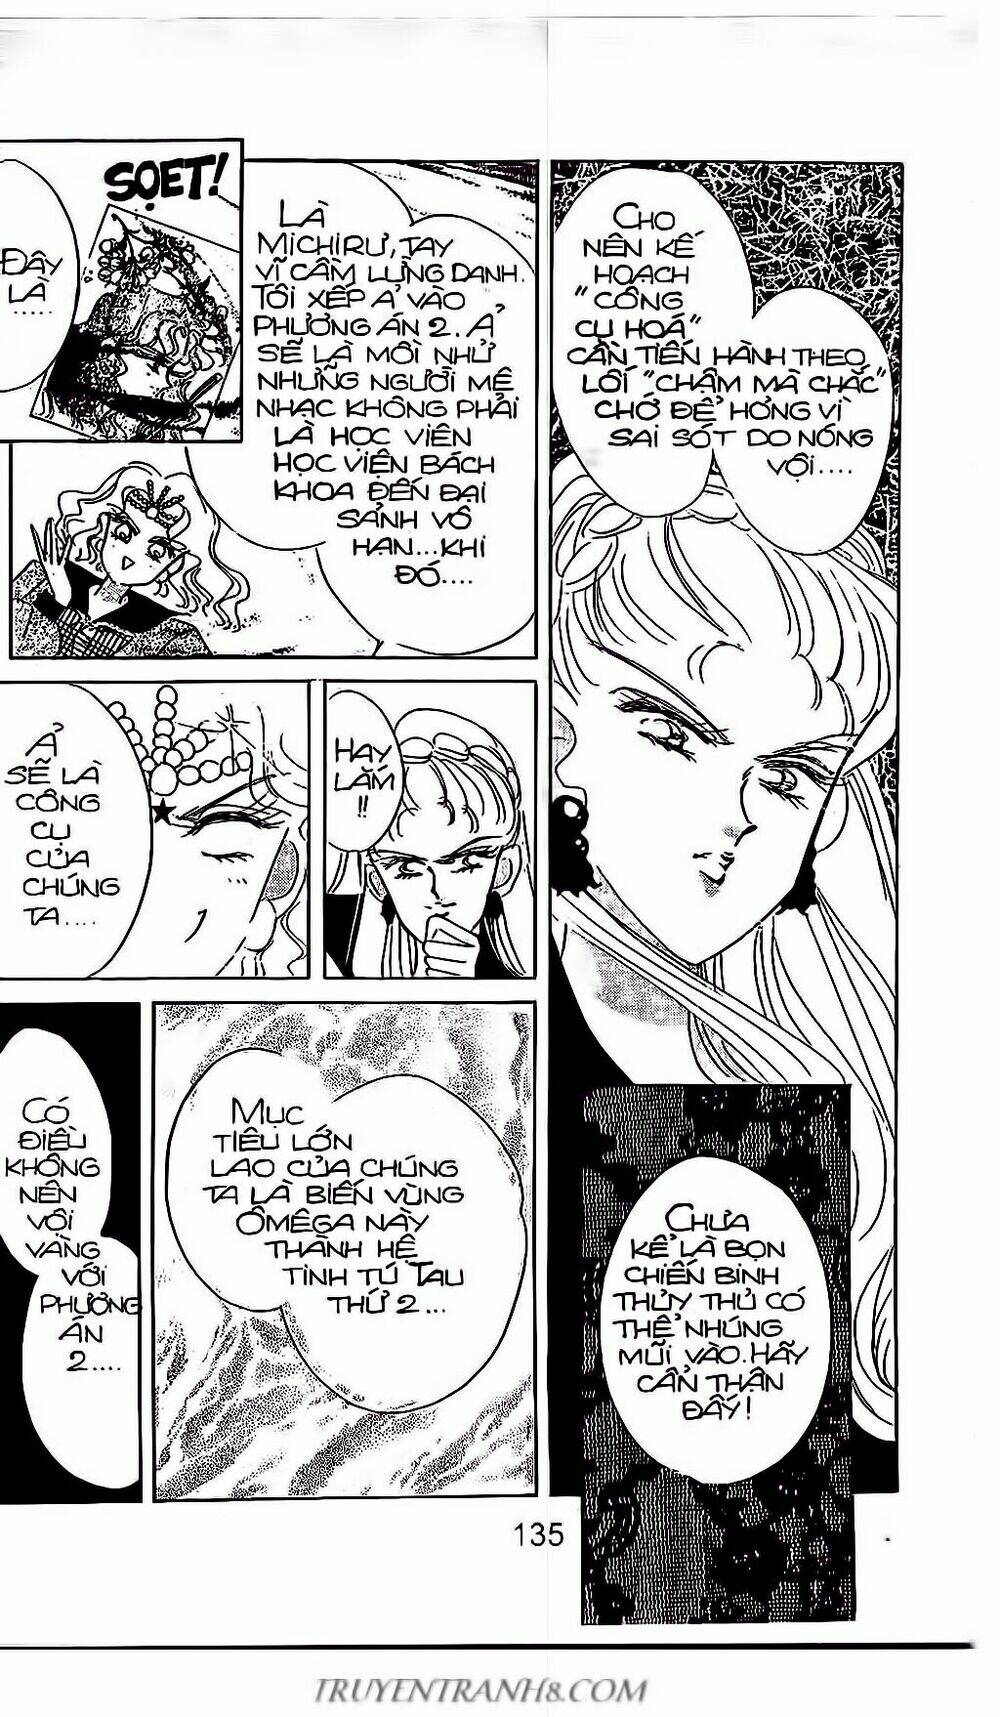 SOẸT!
ĐÂY
LÀ
.....
LÀ
MICHIRƯ, TAY
VĨ CẦM LỪNG DANH.
TÔI XẾP Ả VÀO
PHƯƠNG ÁN 2. Ả
SẼ LÀ MỒI NHỬ
NHỮNG NGƯỜI MÊ
NHẠC KHÔNG PHẢI
LÀ HỌC VIÊN
HỌC VIỆN BÁCH
KHOA ĐẾN ĐẠI
SẢNH VÔ
HẠN...KHI
ĐÓ....
CHO
NÊN KẾ
HOẠCH
"CÔNG
CỤ HOÁ"
CẦN TIẾN HÀNH THEO
LỐI "CHẬM MÀ CHẮC"
CHỚ ĐỂ HỎNG VÌ
SAI SÓT DO NÓNG
VỘI....
Ả
SẼ LÀ
CÔNG
CỤ
CỦA
CHÚNG
TA....
HAY
LẮM
!!
CÓ
ĐIỀU
KHÔNG
NÊN
VỘI
VÀNG
VỚI
PHƯƠNG
ÁN
2....
MỤC
TIÊU LỚN
LAO CỦA CHÚNG
TA LÀ BIẾN VÙNG
ÔMÊGA NÀY
THÀNH HỆ
TINH TÚ TAU
THỨ 2...
CHƯA
KỂ LÀ BỌN
CHIẾN BINH
THỦY THỦ CÓ
THỂ NHÚNG
MŨI VÀO. HÃY
CẨN THẬN
ĐẤY!
135
TRUYENTRANH8.COM